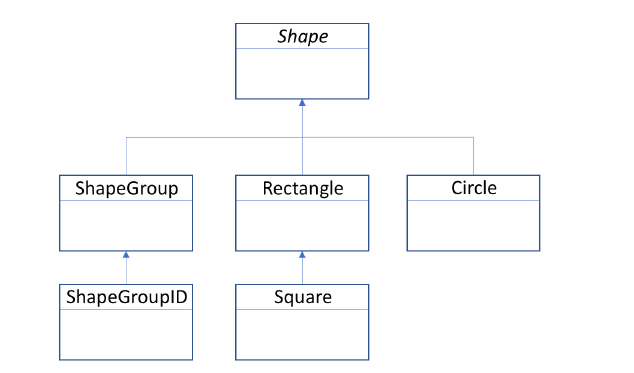 Shape
ShapeGroup
Rectangle
Circle
ShapeGroupID
Square